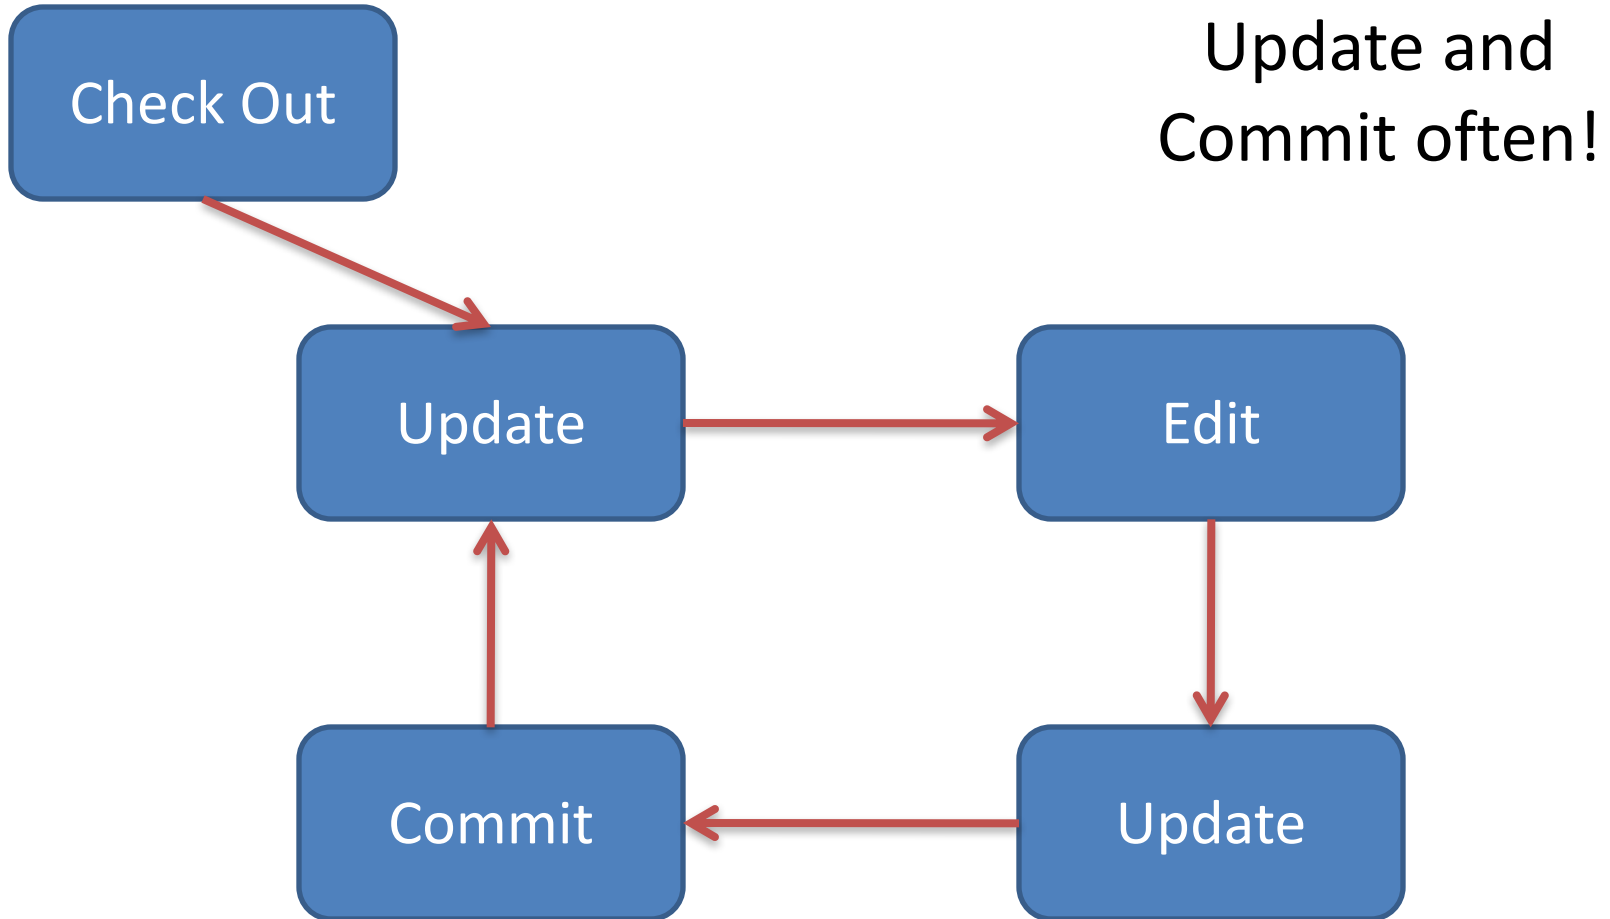 Check Out
Update and
Commit often!
Update
Edit
Commit
Update